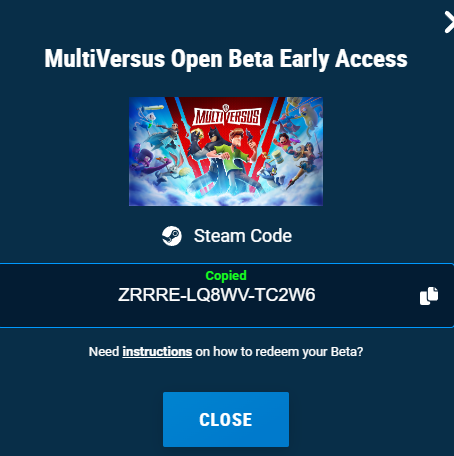 MultiVersus Open Beta Early Access
MULTIVERSUS
Steam Code
Copied
ZRRRE-LQ8WV-TC2W6
Need instructions on how to redeem your Beta?
CLOSE